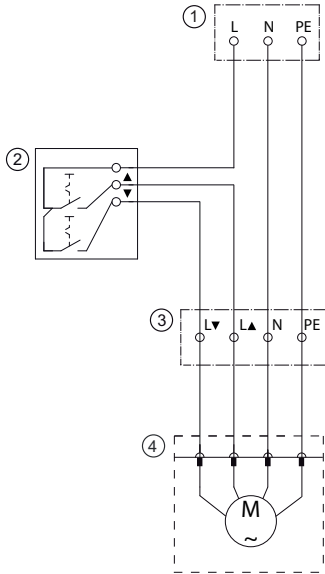 ① L N PE
② ▲
▼
③ L▼ L▲ N PE
④
M
~